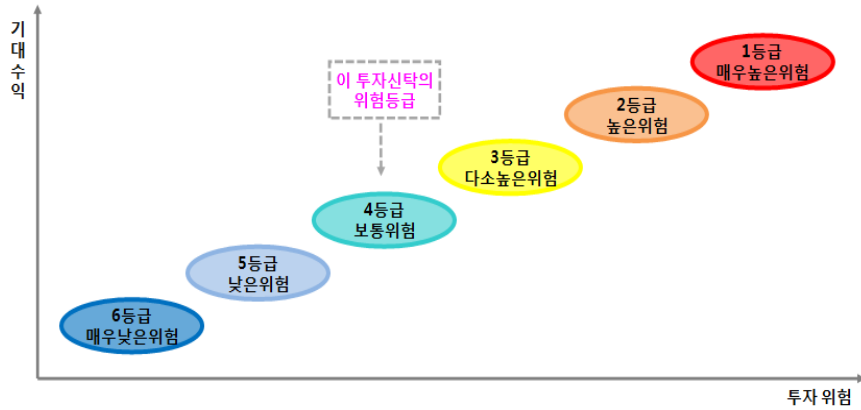 기대수익
1등급
매우높은위험
이 투자신탁의
위험등급
2등급
높은위험
3등급
다소높은위험
4등급
보통위험
5등급
낮은위험
6등급
매우낮은위험
투자 위험